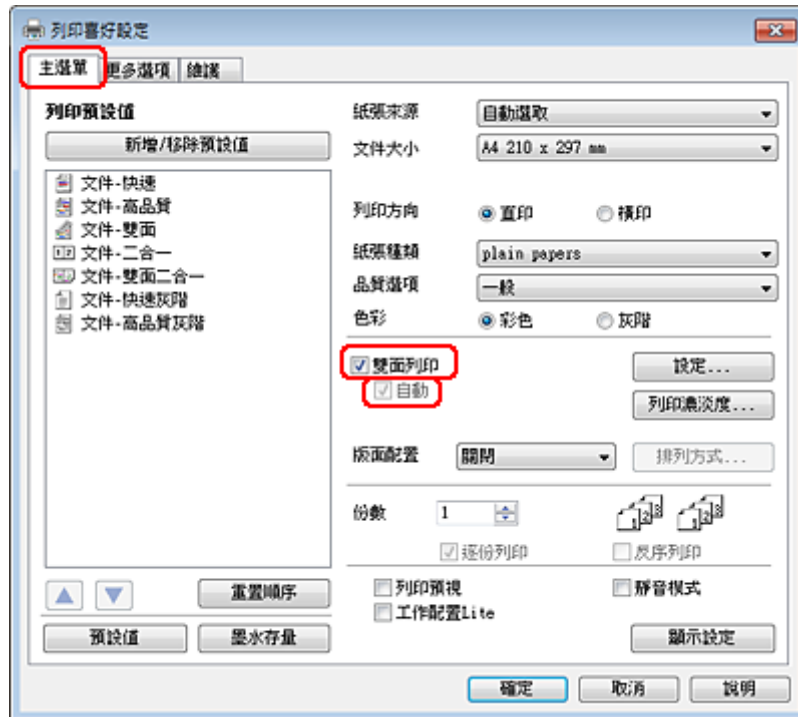 列印喜好設定
主選單 更多選項 維護
列印預設值
新增/移除預設值
文件-快速
文件-高品質
文件-雙面
文件-二合一
文件-雙面二合一
文件-快速灰階
文件-高品質灰階
重置順序
預設值 墨水存量
紙張來源 自動選取
文件大小 A4 210 x 297 mm
列印方向 直印 橫印
紙張種類 plain papers
品質選項 一般
色彩 彩色 灰階
雙面列印 設定...
自動 列印濃淡度...
版面配置 關閉 排列方式...
份數 1
逐份列印 反序列印
列印預視 靜音模式
工作配置Lite
顯示設定
確定 取消 說明